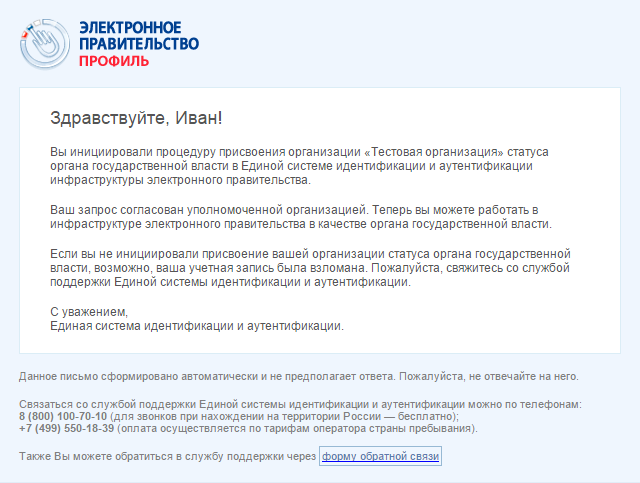 ЭЛЕКТРОННОЕ
ПРАВИТЕЛЬСТВО
ПРОФИЛЬ
Здравствуйте, Иван!
Вы инициировали процедуру присвоения организации «Тестовая организация» статуса
органа государственной власти в Единой системе идентификации и аутентификации
инфраструктуры электронного правительства.
Ваш запрос согласован уполномоченной организацией. Теперь вы можете работать в
инфраструктуре электронного правительства в качестве органа государственной власти.
Если вы не инициировали присвоение вашей организации статуса органа государственной
власти, возможно, ваша учетная запись была взломана. Пожалуйста, свяжитесь со службой
поддержки Единой системы идентификации и аутентификации.
С уважением,
Единая система идентификации и аутентификации.
Данное письмо сформировано автоматически и не предполагает ответа. Пожалуйста, не отвечайте на него.
Связаться со службой поддержки Единой системы идентификации и аутентификации можно по телефонам:
8 (800) 100-70-10 (для звонков при нахождении на территории России — бесплатно);
+7 (499) 550-18-39 (оплата осуществляется по тарифам оператора страны пребывания).
Также Вы можете обратиться в службу поддержки через форму обратной связи